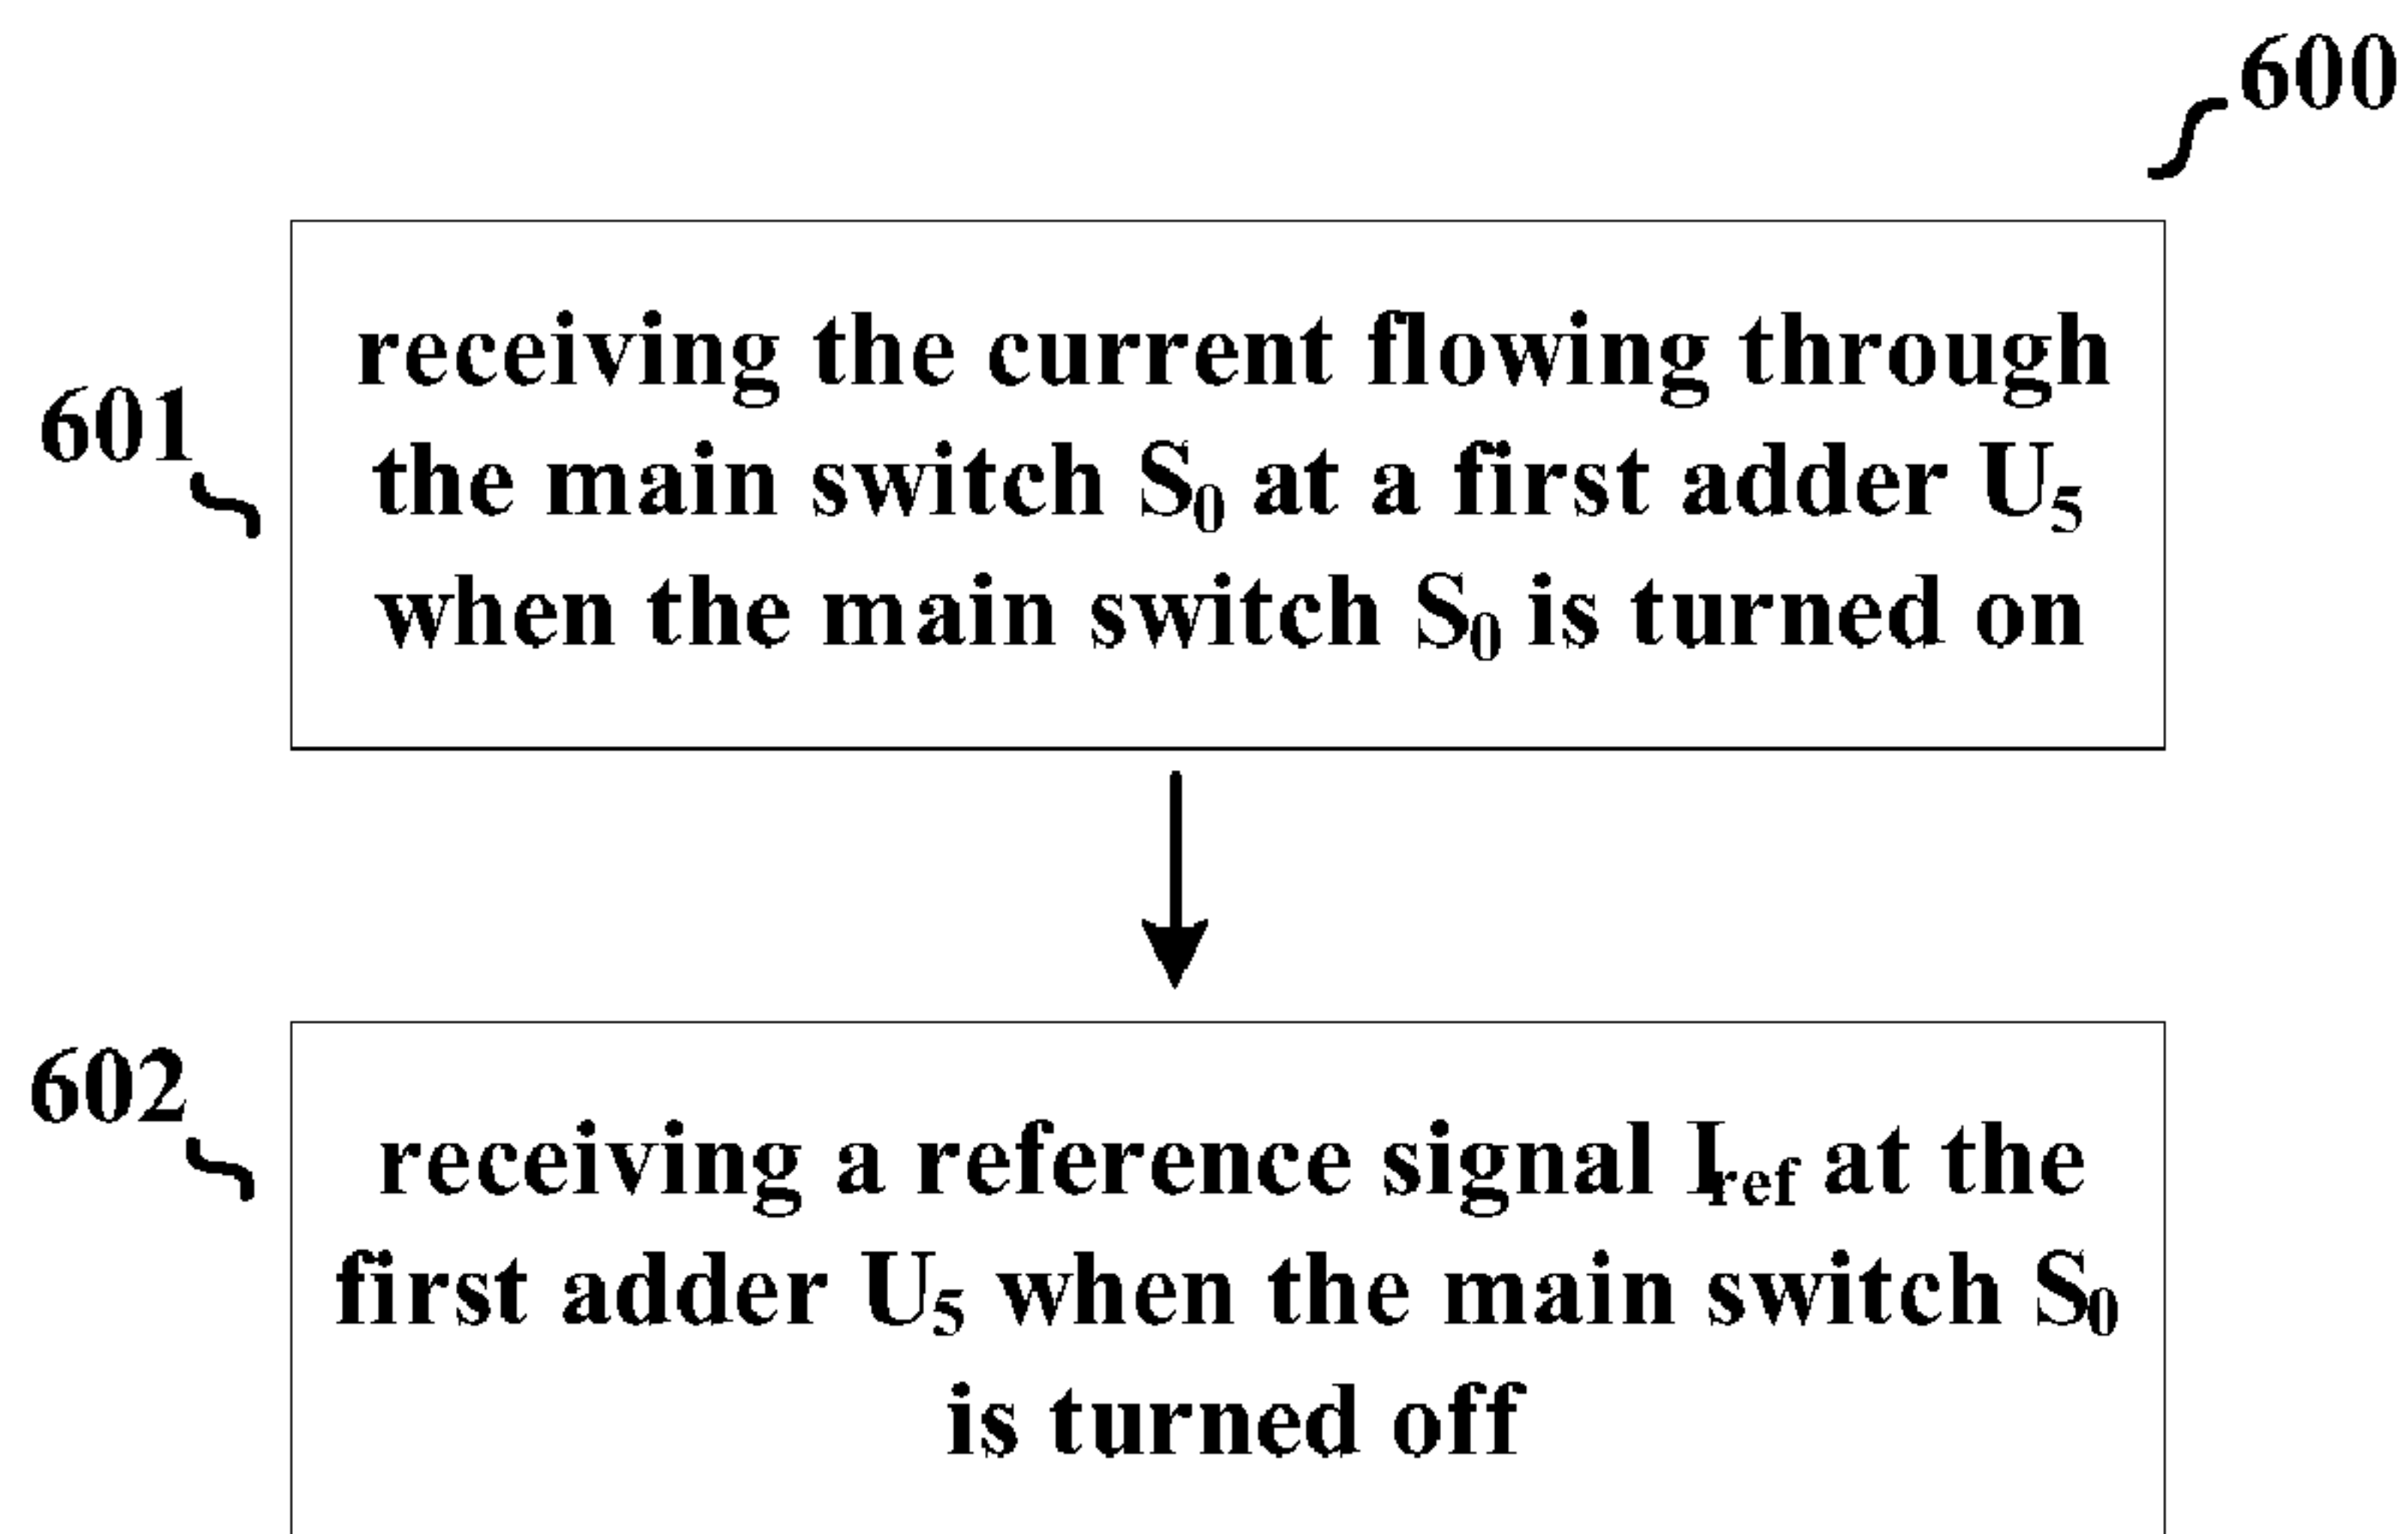 600
601
receiving the current flowing through
the main switch S₀ at a first adder U₅
when the main switch S₀ is turned on
602
receiving a reference signal I_ref at the
first adder U₅ when the main switch S₀
is turned off